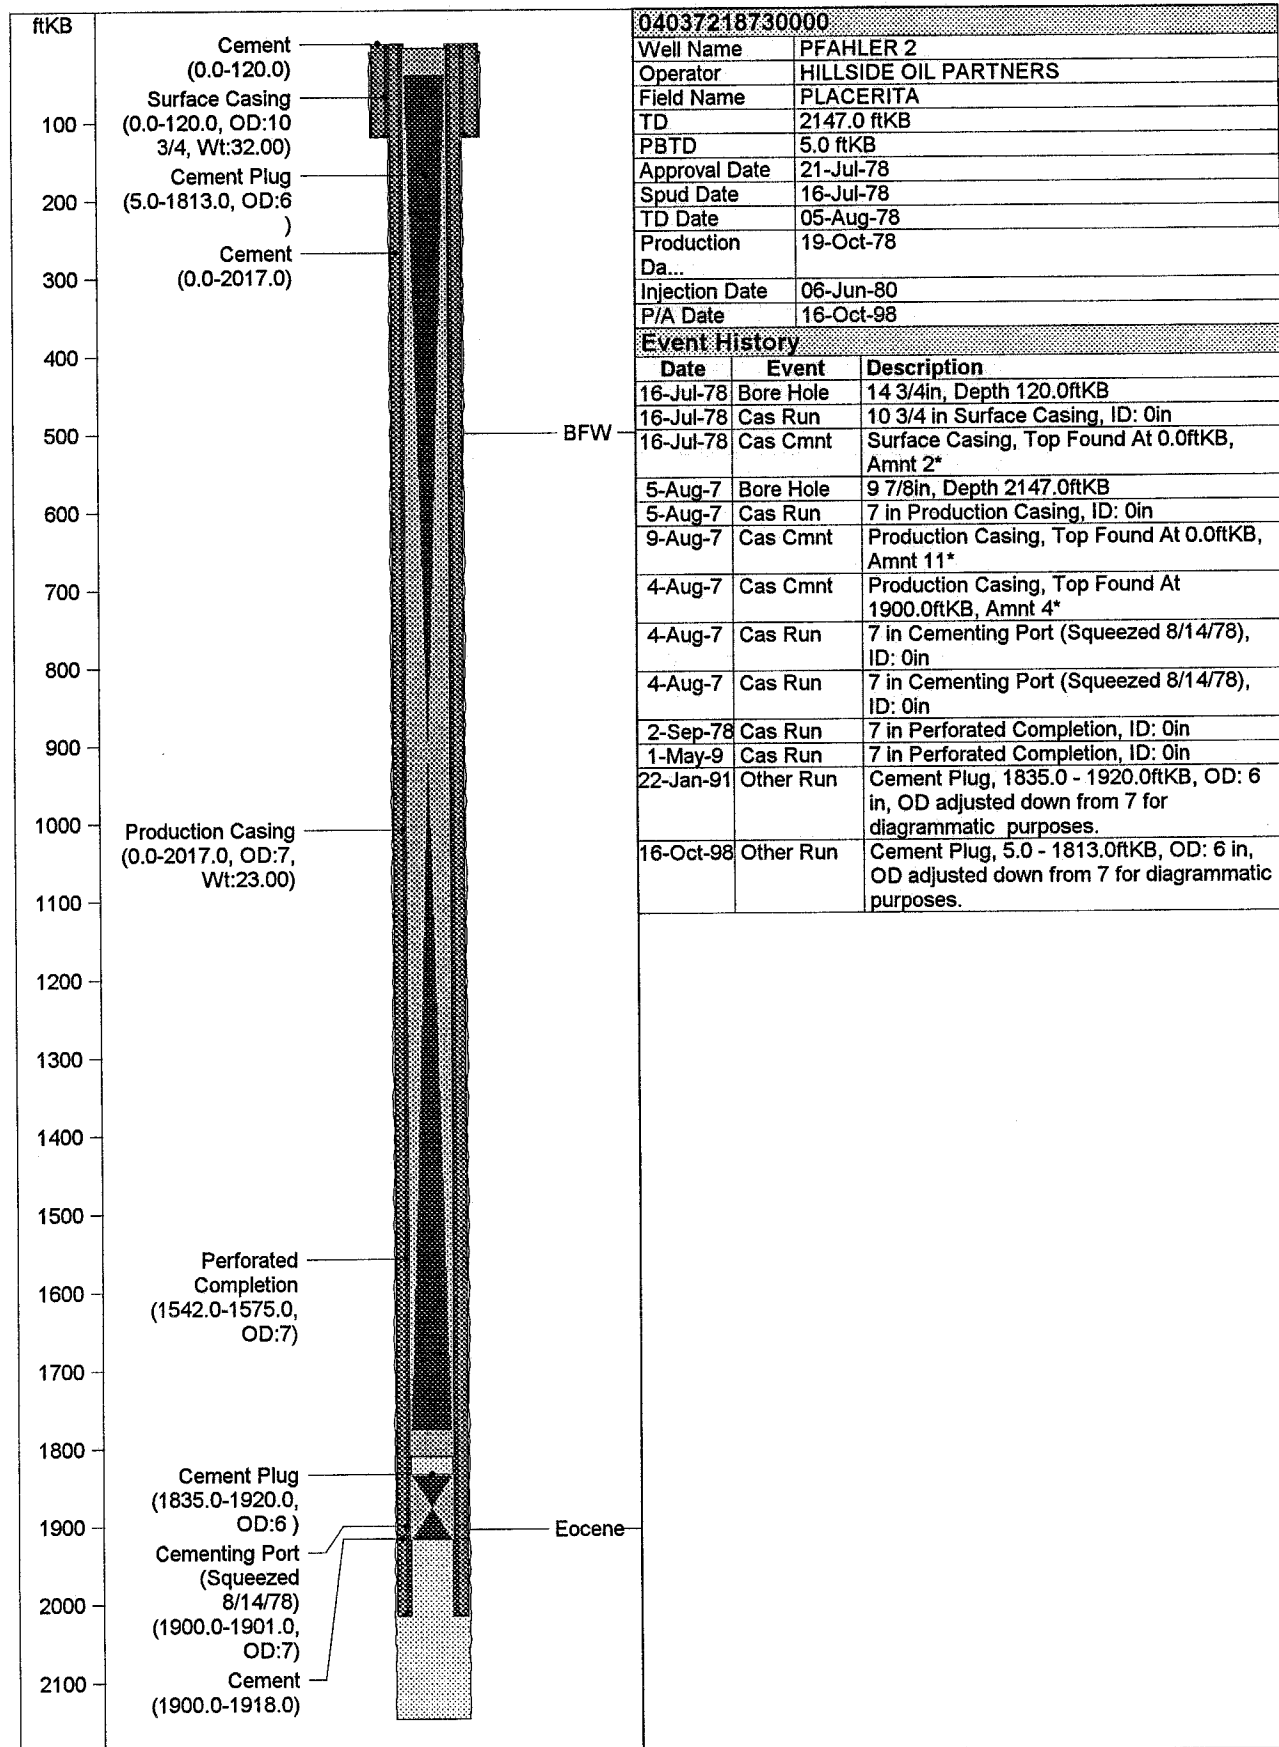 ftKB
Cement
(0.0-120.0)
Surface Casing
(0.0-120.0, OD:10
3/4, Wt:32.00)
Cement Plug
(5.0-1813.0, OD:6
)
Cement
(0.0-2017.0)
Production Casing
(0.0-2017.0, OD:7,
Wt:23.00)
Perforated
Completion
(1542.0-1575.0,
OD:7)
Cement Plug
(1835.0-1920.0,
OD:6 )
Cementing Port
(Squeezed
8/14/78)
(1900.0-1901.0,
OD:7)
Cement
(1900.0-1918.0)
100
200
300
400
500
600
700
800
900
1000
1100
1200
1300
1400
1500
1600
1700
1800
1900
2000
2100
BFW
Eocene
04037218730000
Well Name PFAHLER 2
Operator HILLSIDE OIL PARTNERS
Field Name PLACERITA
TD 2147.0 ftKB
PBTD 5.0 ftKB
Approval Date 21-Jul-78
Spud Date 16-Jul-78
TD Date 05-Aug-78
Production 19-Oct-78
Da...
Injection Date 06-Jun-80
P/A Date 16-Oct-98
Event History
Date Event Description
16-Jul-78 Bore Hole 14 3/4in, Depth 120.0ftKB
16-Jul-78 Cas Run 10 3/4 in Surface Casing, ID: 0in
16-Jul-78 Cas Cmnt Surface Casing, Top Found At 0.0ftKB,
Amnt 2*
5-Aug-7 Bore Hole 9 7/8in, Depth 2147.0ftKB
5-Aug-7 Cas Run 7 in Production Casing, ID: 0in
9-Aug-7 Cas Cmnt Production Casing, Top Found At 0.0ftKB,
Amnt 11*
4-Aug-7 Cas Cmnt Production Casing, Top Found At
1900.0ftKB, Amnt 4*
4-Aug-7 Cas Run 7 in Cementing Port (Squeezed 8/14/78),
ID: 0in
4-Aug-7 Cas Run 7 in Cementing Port (Squeezed 8/14/78),
ID: 0in
2-Sep-78 Cas Run 7 in Perforated Completion, ID: 0in
1-May-9 Cas Run 7 in Perforated Completion, ID: 0in
22-Jan-91 Other Run Cement Plug, 1835.0 - 1920.0ftKB, OD: 6
in, OD adjusted down from 7 for
diagrammatic purposes.
16-Oct-98 Other Run Cement Plug, 5.0 - 1813.0ftKB, OD: 6 in,
OD adjusted down from 7 for diagrammatic
purposes.